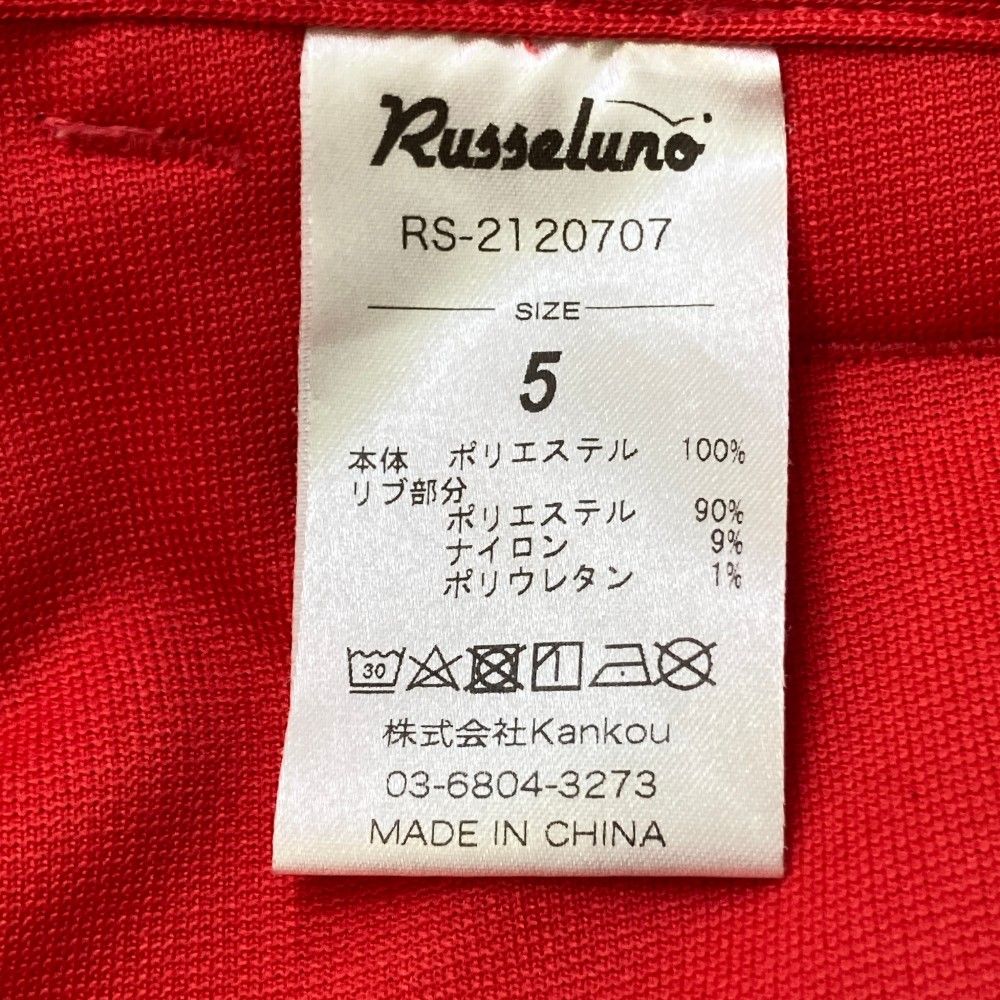 Russeluno
RS-2120707
SIZE
5
本体 ポリエステル 100%
リブ部分
ポリエステル 90%
ナイロン 9%
ポリウレタン 1%
30
株式会社Kankou
03-6804-3273
MADE IN CHINA